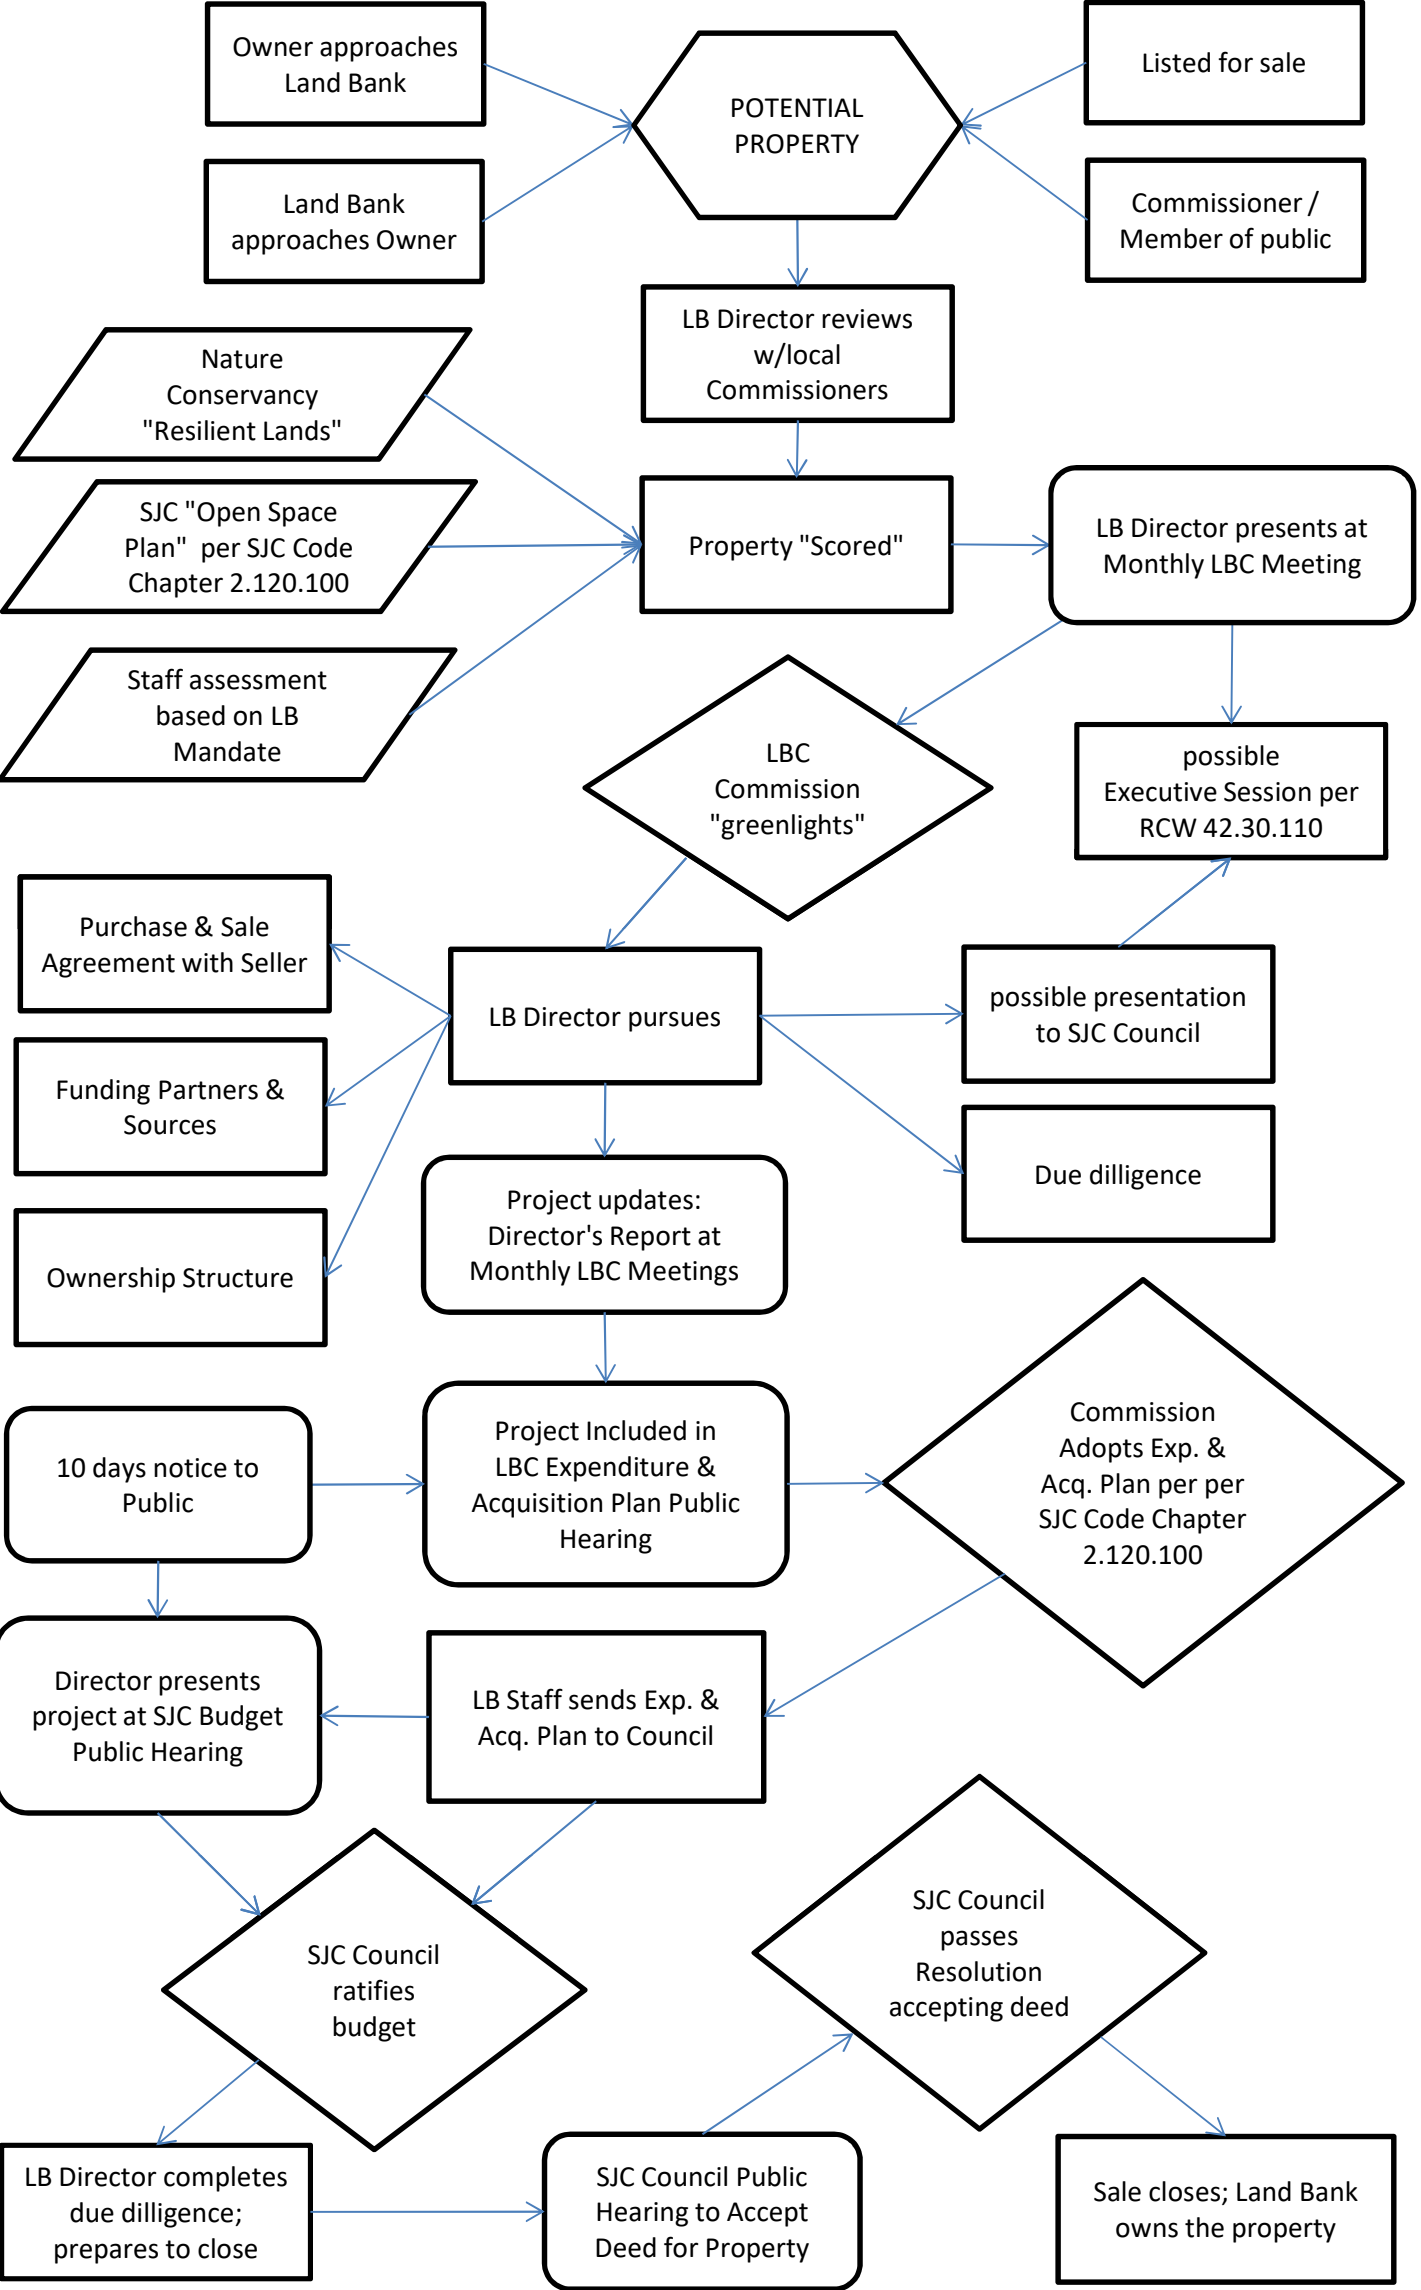 Owner approaches
Land Bank
POTENTIAL
PROPERTY
Listed for sale
Land Bank
approaches Owner
Commissioner /
Member of public
LB Director reviews
w/local
Commissioners
Nature
Conservancy
"Resilient Lands"
SJC "Open Space
Plan"  per SJC Code
Chapter 2.120.100
Property "Scored"
LB Director presents at
Monthly LBC Meeting
Staff assessment
based on LB
Mandate
LBC
Commission
"greenlights"
possible
Executive Session per
RCW 42.30.110
Purchase & Sale
Agreement with Seller
LB Director pursues
possible presentation
to SJC Council
Funding Partners &
Sources
Due dilligence
Ownership Structure
Project updates:
Director's Report at
Monthly LBC Meetings
10 days notice to
Public
Project Included in
LBC Expenditure &
Acquisition Plan Public
Hearing
Commission
Adopts Exp. &
Acq. Plan per per
SJC Code Chapter
2.120.100
Director presents
project at SJC Budget
Public Hearing
LB Staff sends Exp. &
Acq. Plan to Council
SJC Council
ratifies
budget
SJC Council
passes
Resolution
accepting deed
LB Director completes
due dilligence;
prepares to close
SJC Council Public
Hearing to Accept
Deed for Property
Sale closes; Land Bank
owns the property